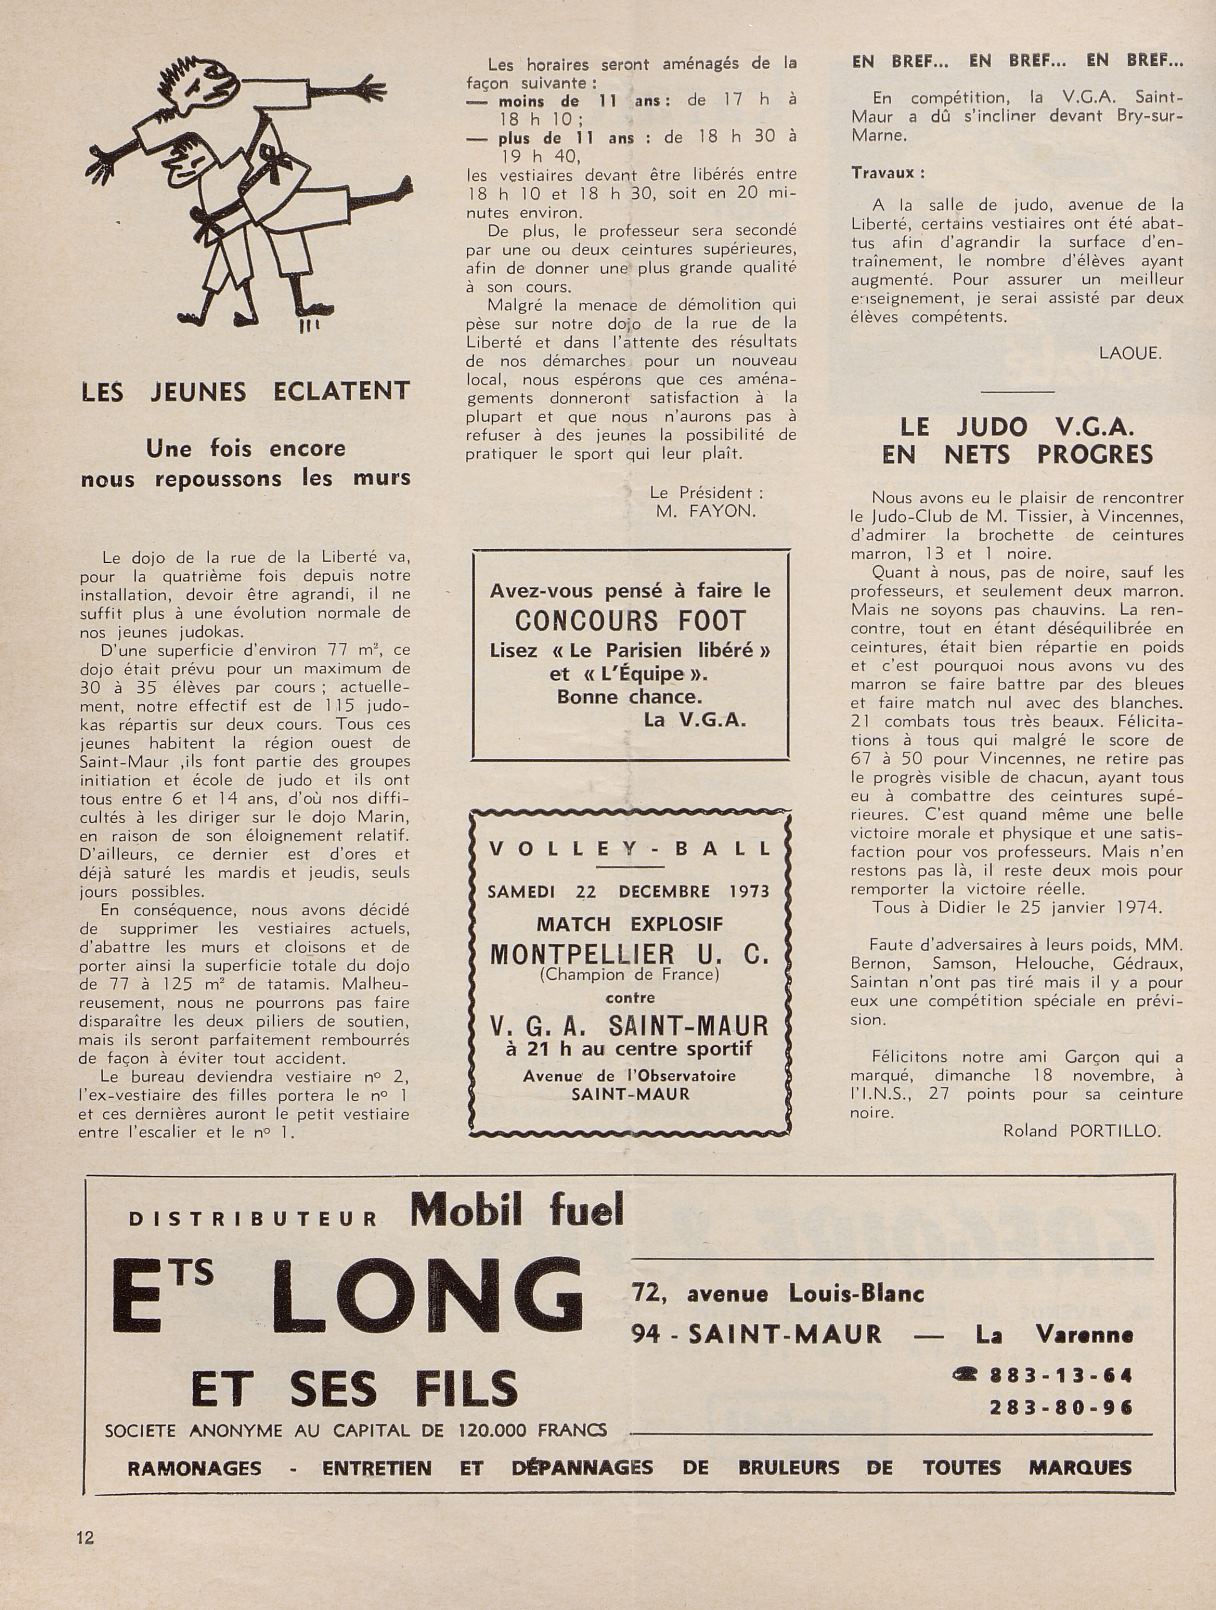 LES JEUNES ECLATENT
Une fois encore
nous repoussons les murs
Le dojo de la rue de la Liberté va,
pour la quatrième fois depuis notre
installation, devoir être agrandi, il ne
suffit plus à une évolution normale de
nos jeunes judokas.
D'une superficie d'environ 77 m², ce
dojo était prévu pour un maximum de
30 à 35 élèves par cours ; actuelle-
ment, notre effectif est de 115 judo-
kas répartis sur deux cours. Tous ces
jeunes habitent la région ouest de
Saint-Maur ,ils font partie des groupes
initiation et école de judo et ils ont
tous entre 6 et 14 ans, d'où nos diffi-
cultés à les diriger sur le dojo Marin,
en raison de son éloignement relatif.
D'ailleurs, ce dernier est d'ores et
déjà saturé les mardis et jeudis, seuls
jours possibles.
En conséquence, nous avons décidé
de supprimer les vestiaires actuels,
d'abattre les murs et cloisons et de
porter ainsi la superficie totale du dojo
de 77 à 125 m² de tatamis. Malheu-
reusement, nous ne pourrons pas faire
disparaître les deux piliers de soutien,
mais ils seront parfaitement rembourrés
de façon à éviter tout accident.
Le bureau deviendra vestiaire n° 2,
l'ex-vestiaire des filles portera le n° 1
et ces dernières auront le petit vestiaire
entre l'escalier et le n° 1.
Les horaires seront aménagés de la
façon suivante :
— moins de 11 ans : de 17 h à
18 h 10 ;
— plus de 11 ans : de 18 h 30 à
19 h 40,
les vestiaires devant être libérés entre
18 h 10 et 18 h 30, soit en 20 mi-
nutes environ.
De plus, le professeur sera secondé
par une ou deux ceintures supérieures,
afin de donner une plus grande qualité
à son cours.
Malgré la menace de démolition qui
pèse sur notre dojo de la rue de la
Liberté et dans l'attente des résultats
de nos démarches pour un nouveau
local, nous espérons que ces aména-
gements donneront satisfaction à la
plupart et que nous n'aurons pas à
refuser à des jeunes la possibilité de
pratiquer le sport qui leur plaît.
Le Président :
M. FAYON.
Avez-vous pensé à faire le
CONCOURS FOOT
Lisez « Le Parisien libéré »
et « L'Équipe ».
Bonne chance.
La V.G.A.
VOLLEY-BALL
SAMEDI 22 DECEMBRE 1973
MATCH EXPLOSIF
MONTPELLIER U. C.
(Champion de France)
contre
V. G. A. SAINT-MAUR
à 21 h au centre sportif
Avenue de l'Observatoire
SAINT-MAUR
EN BREF... EN BREF... EN BREF...
En compétition, la V.G.A. Saint-
Maur a dû s'incliner devant Bry-sur-
Marne.
Travaux :
A la salle de judo, avenue de la
Liberté, certains vestiaires ont été abat-
tus afin d'agrandir la surface d'en-
traînement, le nombre d'élèves ayant
augmenté. Pour assurer un meilleur
enseignement, je serai assisté par deux
élèves compétents.
LAOUE.
LE JUDO V.G.A.
EN NETS PROGRES
Nous avons eu le plaisir de rencontrer
le Judo-Club de M. Tissier, à Vincennes,
d'admirer la brochette de ceintures
marron, 13 et 1 noire.
Quant à nous, pas de noire, sauf les
professeurs, et seulement deux marron.
Mais ne soyons pas chauvins. La ren-
contre, tout en étant déséquilibrée en
ceintures, était bien répartie en poids
et c'est pourquoi nous avons vu des
marron se faire battre par des bleues
et faire match nul avec des blanches.
21 combats tous très beaux. Félicita-
tions à tous qui malgré le score de
67 à 50 pour Vincennes, ne retire pas
le progrès visible de chacun, ayant tous
eu à combattre des ceintures supé-
rieures. C'est quand même une belle
victoire morale et physique et une satis-
faction pour vos professeurs. Mais n'en
restons pas là, il reste deux mois pour
remporter la victoire réelle.
Tous à Didier le 25 janvier 1974.
Faute d'adversaires à leurs poids, MM.
Bernon, Samson, Helouche, Gédraux,
Saintan n'ont pas tiré mais il y a pour
eux une compétition spéciale en prévi-
sion.
Félicitons notre ami Garçon qui a
marqué, dimanche 18 novembre, à
l'I.N.S., 27 points pour sa ceinture
noire.
Roland PORTILLO.
DISTRIBUTEUR Mobil fuel
ETS LONG
ET SES FILS
SOCIETE ANONYME AU CAPITAL DE 120.000 FRANCS
72, avenue Louis-Blanc
94 - SAINT-MAUR — La Varenne
☎ 883-13-64
283-80-96
RAMONAGES - ENTRETIEN ET DÉPANNAGES DE BRULEURS DE TOUTES MARQUES
12